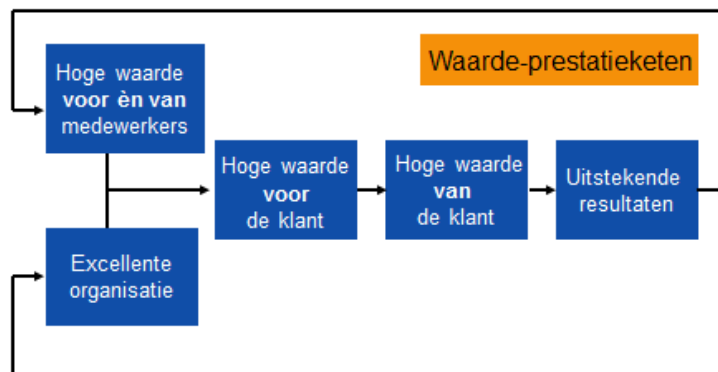 Waarde-prestatieketen
Hoge waarde
voor èn van
medewerkers
Hoge waarde
voor
de klant
Hoge waarde
van
de klant
Uitstekende
resultaten
Excellente
organisatie